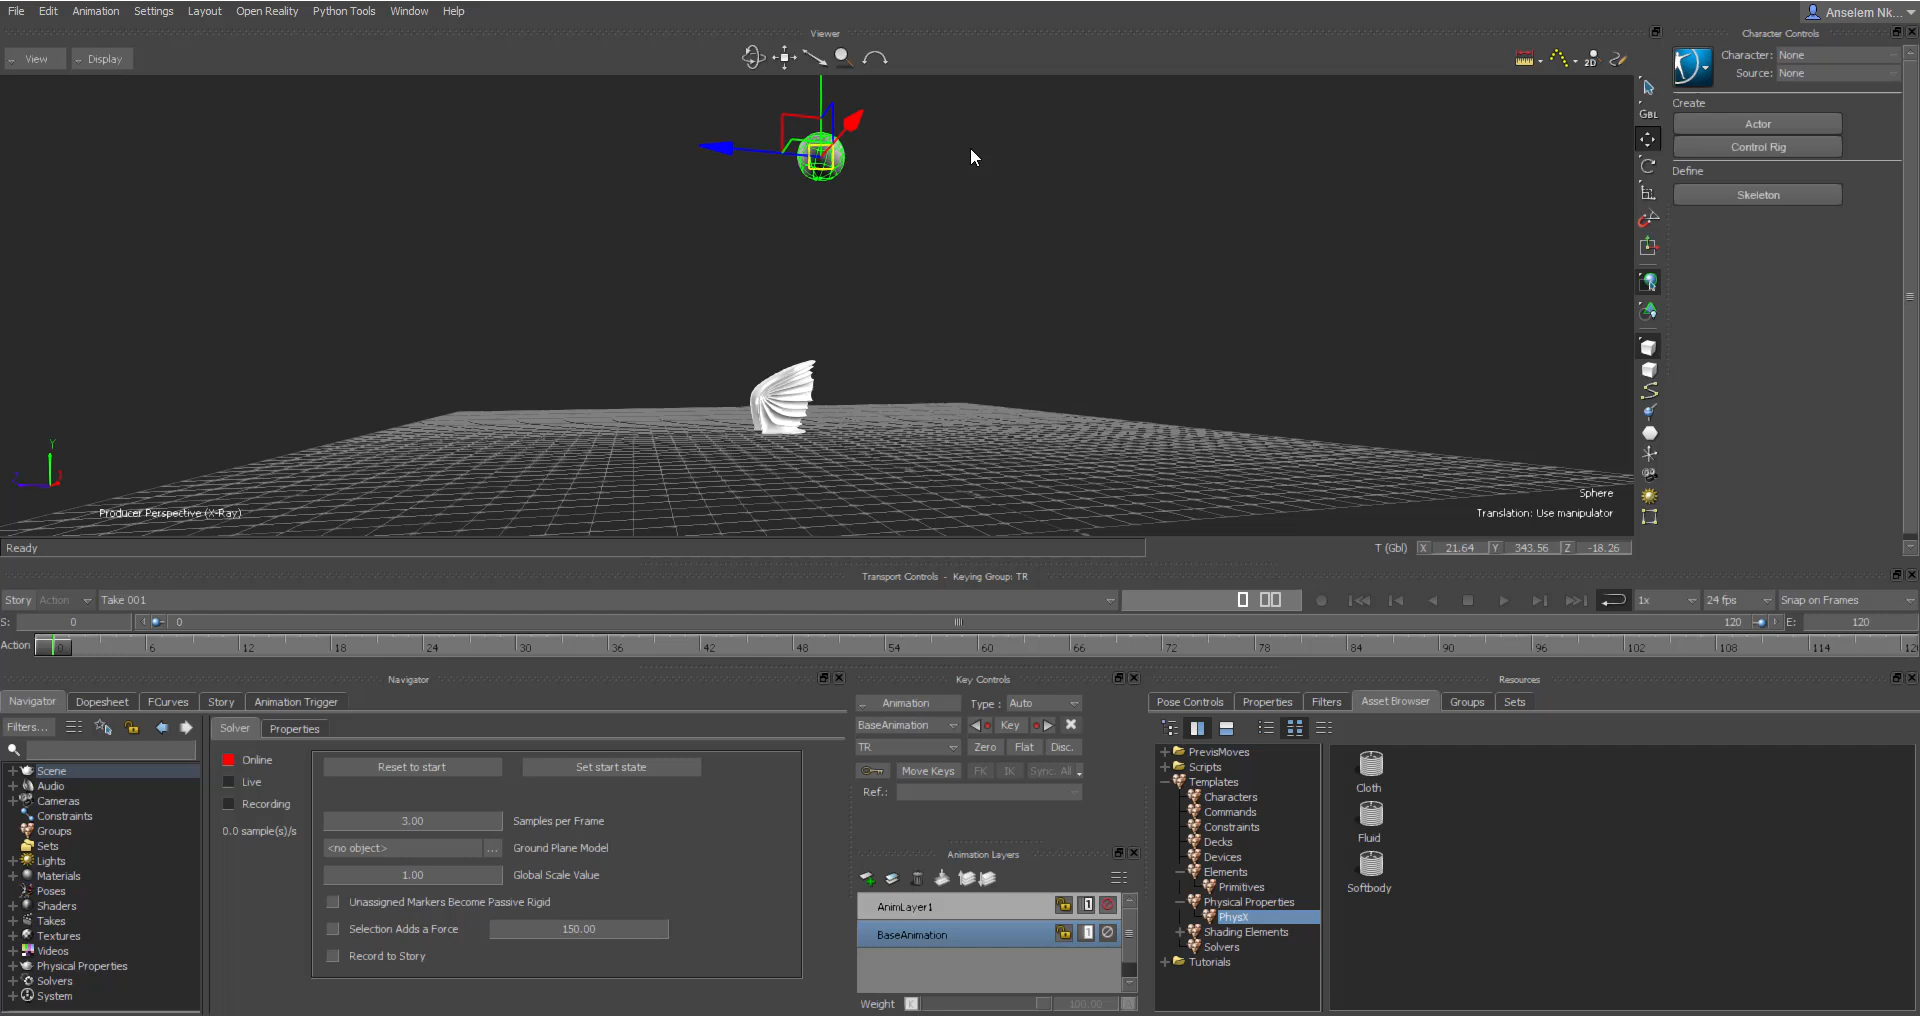 File Edit Animation Settings Layout Open Reality Python Tools Window Help
Anselem Nk...
Viewer
Character Controls
View Display
2D
Character: None
Source: None
GBL
Create
Actor
Control Rig
Define
Skeleton
Y
Producer Perspective (X-Ray)
Sphere
Translation: Use manipulator
Ready
T (Gbl) X 21.64 Y 343.56 Z -18.26
Transport Controls - Keying Group: TR
Story Action Take 001
1x 24 fps Snap on Frames
S: 0 0 120 E: 120
Action 0 6 12 18 24 30 36 42 48 54 60 66 72 78 84 90 96 102 108 114 12
Navigator
Key Controls
Resources
Navigator Dopesheet FCurves Story Animation Trigger
Filters...
Scene
Audio
Cameras
Constraints
Groups
Sets
Lights
Materials
Poses
Shaders
Takes
Textures
Videos
Physical Properties
Solvers
System
Solver Properties
Online
Live
Recording
0.0 sample(s)/s
Reset to start Set start state
3.00 Samples per Frame
<no object> ... Ground Plane Model
1.00 Global Scale Value
Unassigned Markers Become Passive Rigid
Selection Adds a Force 150.00
Record to Story
Animation Type : Auto
BaseAnimation Key
TR Zero Flat Disc.
Move Keys FK IK Sync. All
Ref.:
Animation Layers
AnimLayer1 1
BaseAnimation 1
Weight K 100.00
Pose Controls Properties Filters Asset Browser Groups Sets
PrevisMoves
Scripts
Templates
Characters
Commands
Constraints
Decks
Devices
Elements
Primitives
Physical Properties
PhysX
Shading Elements
Solvers
Tutorials
Cloth
Fluid
Softbody